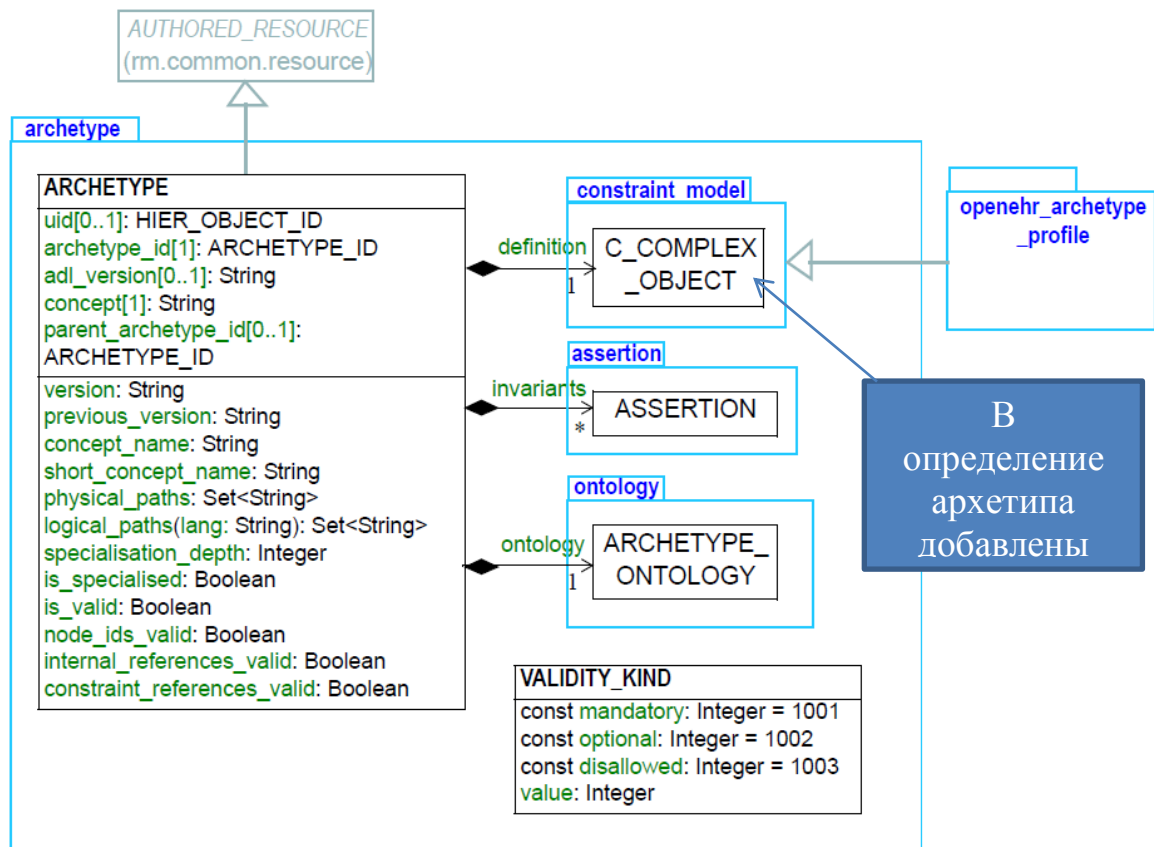 AUTHORED_RESOURCE
(rm.common.resource)
archetype
ARCHETYPE
uid[0..1]: HIER_OBJECT_ID
archetype_id[1]: ARCHETYPE_ID
adl_version[0..1]: String
concept[1]: String
parent_archetype_id[0..1]:
ARCHETYPE_ID
version: String
previous_version: String
concept_name: String
short_concept_name: String
physical_paths: Set<String>
logical_paths(lang: String): Set<String>
specialisation_depth: Integer
is_specialised: Boolean
is_valid: Boolean
node_ids_valid: Boolean
internal_references_valid: Boolean
constraint_references_valid: Boolean
definition
1
constraint_model
C_COMPLEX
_OBJECT
invariants
*
assertion
ASSERTION
ontology
1
ontology
ARCHETYPE_
ONTOLOGY
VALIDITY_KIND
const mandatory: Integer = 1001
const optional: Integer = 1002
const disallowed: Integer = 1003
value: Integer
openehr_archetype
_profile
В
определение
архетипа
добавлены